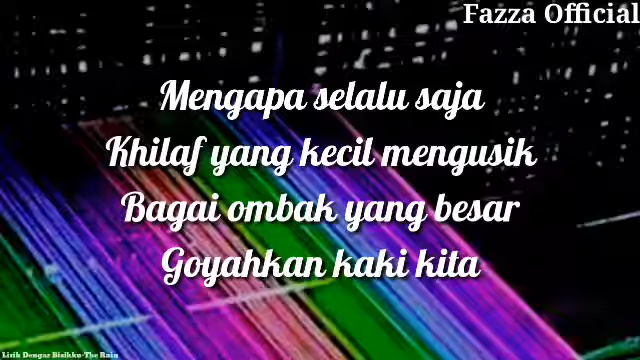 Fazza Official
Mengapa selalu saja
Khilaf yang kecil mengusik
Bagai ombak yang besar
Goyahkan kaki kita
Lirik Dengar Bisikku-The Rain